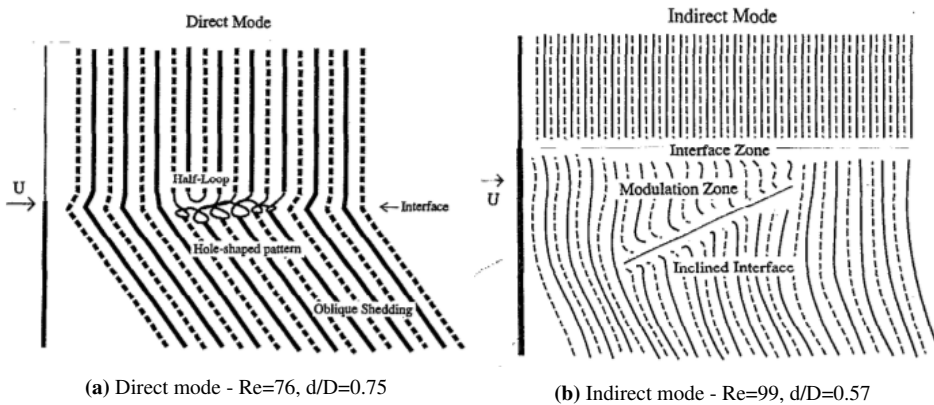 Direct Mode
Half-Loop
U
Interface
Hole-shaped pattern
Oblique Shedding
(a) Direct mode - Re=76, d/D=0.75
Indirect Mode
Interface Zone
Modulation Zone
U
Inclined Interface
(b) Indirect mode - Re=99, d/D=0.57